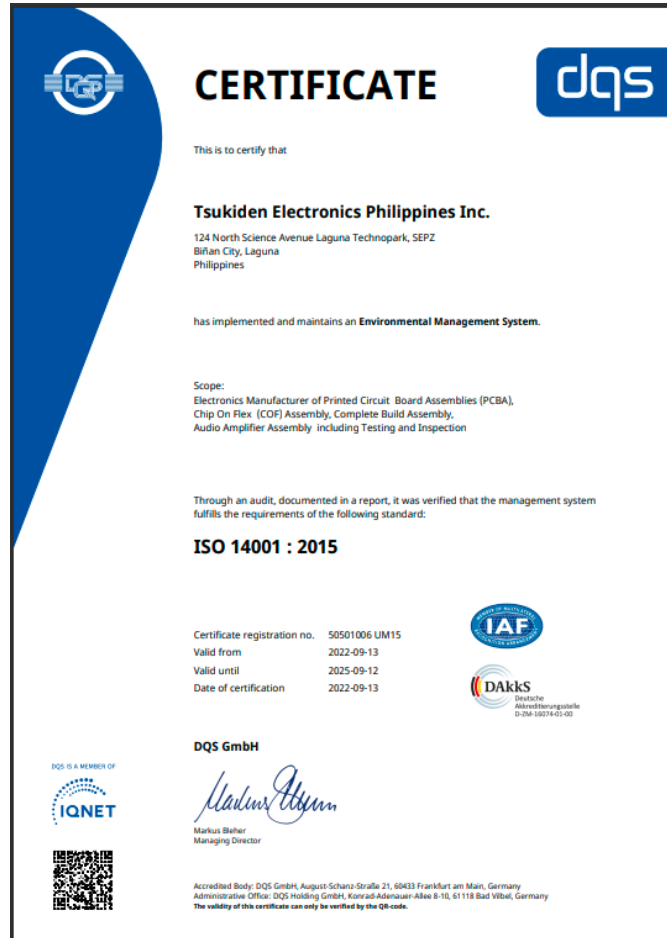 DQS
CERTIFICATE
dqs
This is to certify that
Tsukiden Electronics Philippines Inc.
124 North Science Avenue Laguna Technopark, SEPZ
Biñan City, Laguna
Philippines
has implemented and maintains an Environmental Management System.
Scope:
Electronics Manufacturer of Printed Circuit Board Assemblies (PCBA),
Chip On Flex (COF) Assembly, Complete Build Assembly,
Audio Amplifier Assembly including Testing and Inspection
Through an audit, documented in a report, it was verified that the management system
fulfills the requirements of the following standard:
ISO 14001 : 2015
Certificate registration no. 50501006 UM15
Valid from 2022-09-13
Valid until 2025-09-12
Date of certification 2022-09-13
MEMBER OF MULTILATERAL
IAF
RECOGNITION ARRANGEMENT
DAkkS
Deutsche
Akkreditierungsstelle
D-ZM-16074-01-00
DQS GmbH
DQS IS A MEMBER OF
IQNET
Markus Bleher
Managing Director
Accredited Body: DQS GmbH, August-Schanz-Straße 21, 60433 Frankfurt am Main, Germany
Administrative Office: DQS Holding GmbH, Konrad-Adenauer-Allee 8-10, 61118 Bad Vilbel, Germany
The validity of this certificate can only be verified by the QR-code.